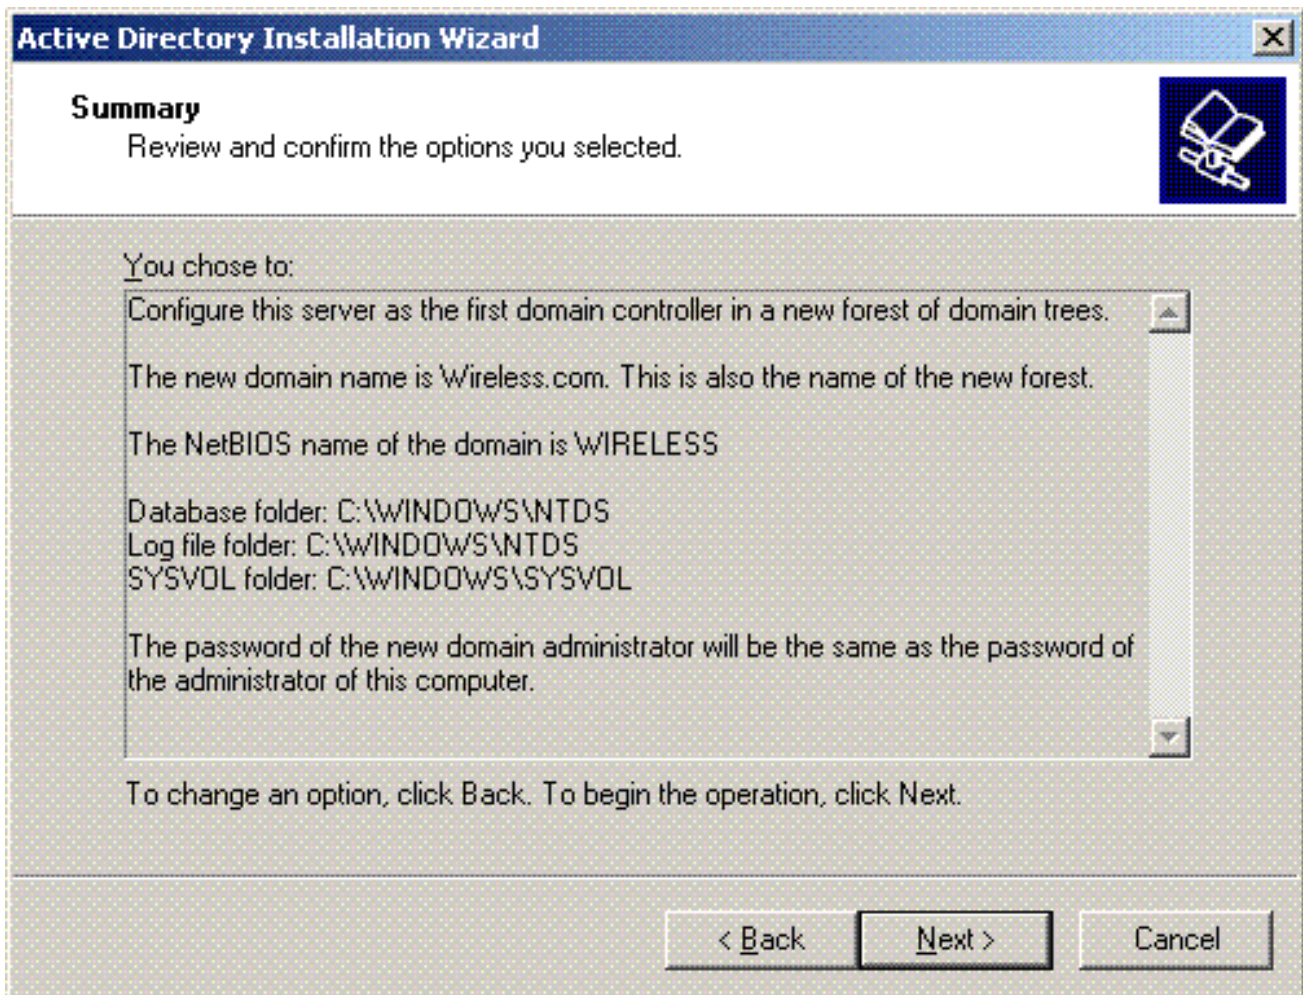 Active Directory Installation Wizard
Summary
Review and confirm the options you selected.
You chose to:
Configure this server as the first domain controller in a new forest of domain trees.
The new domain name is Wireless.com. This is also the name of the new forest.
The NetBIOS name of the domain is WIRELESS
Database folder: C:\WINDOWS\NTDS
Log file folder: C:\WINDOWS\NTDS
SYSVOL folder: C:\WINDOWS\SYSVOL
The password of the new domain administrator will be the same as the password of
the administrator of this computer.
To change an option, click Back. To begin the operation, click Next.
< Back
Next >
Cancel